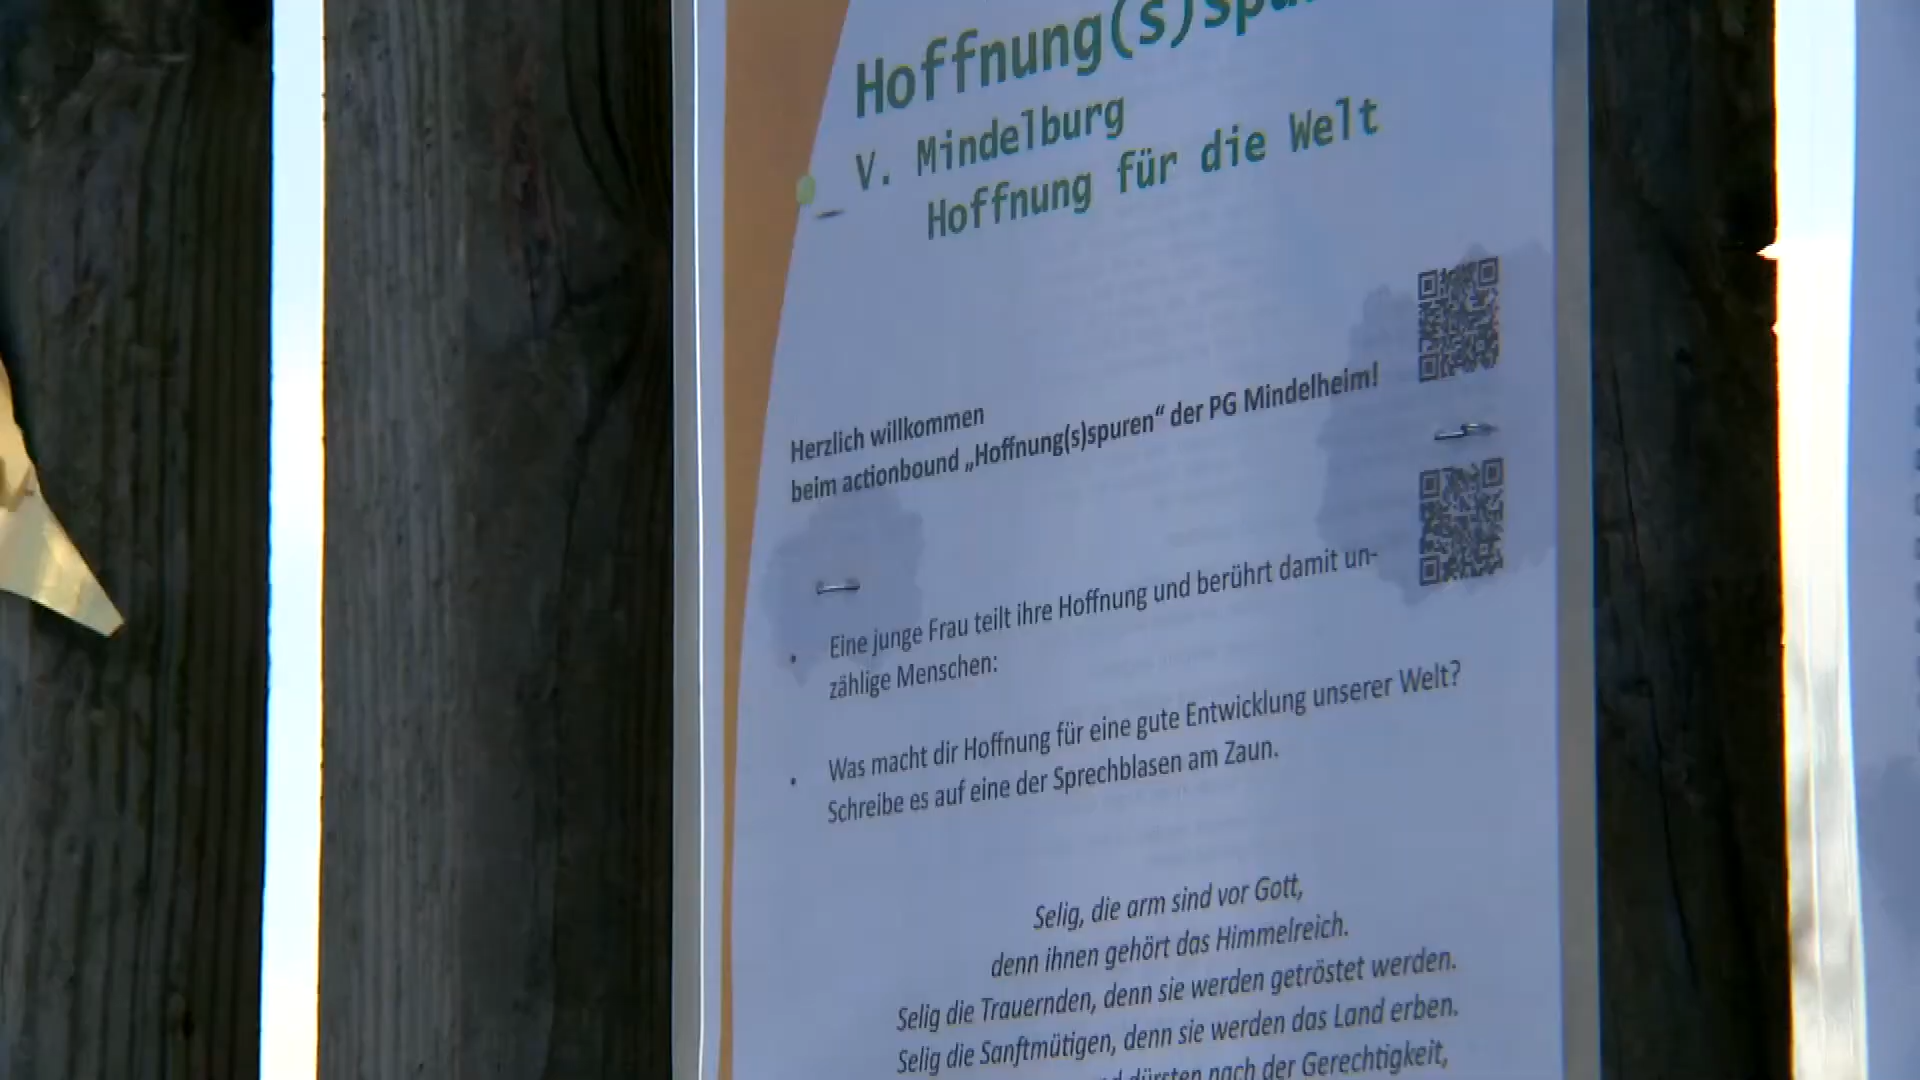 Hoffnung(s)spu
V. Mindelburg
Hoffnung für die Welt
Herzlich willkommen
beim actionbound „Hoffnung(s)spuren“ der PG Mindelheim!
• Eine junge Frau teilt ihre Hoffnung und berührt damit un-
zählige Menschen:
• Was macht dir Hoffnung für eine gute Entwicklung unserer Welt?
Schreibe es auf eine der Sprechblasen am Zaun.
Selig, die arm sind vor Gott,
denn ihnen gehört das Himmelreich.
Selig die Trauernden, denn sie werden getröstet werden.
Selig die Sanftmütigen, denn sie werden das Land erben.
dürsten nach der Gerechtigkeit,